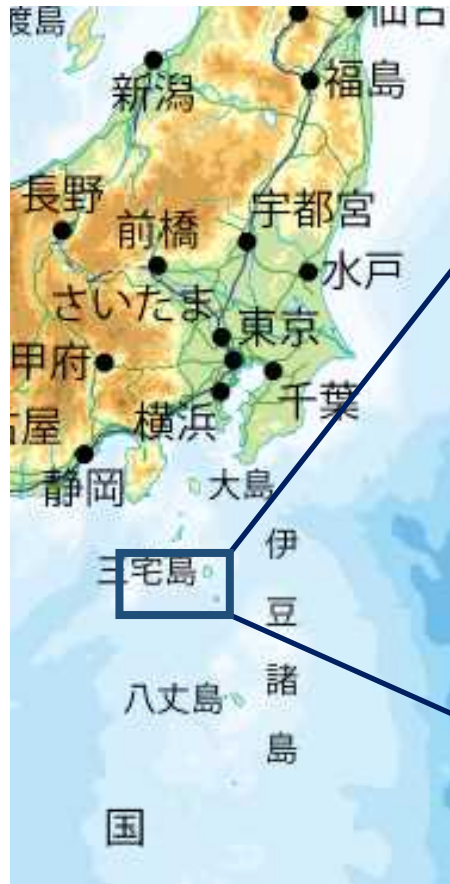 渡島
仙台
新潟
福島
長野
前橋
宇都宮
水戸
さいたま
東京
甲府
千葉
横浜
古屋
静岡
大島
三宅島
八丈島
伊豆諸島
国